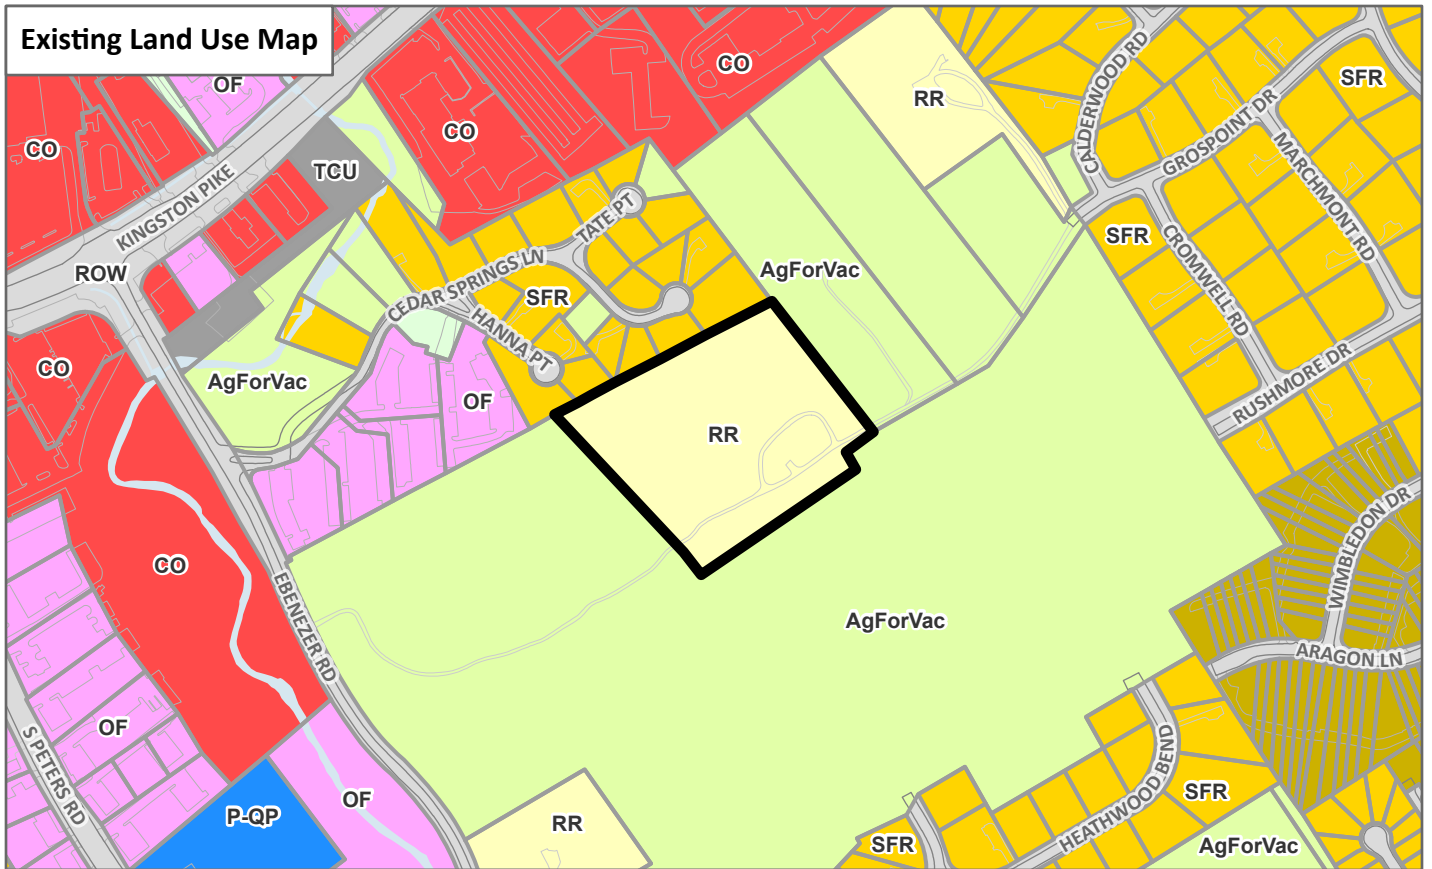 Existing Land Use Map
OF
CO
CO
CO
RR
SFR
CALDERWOOD RD
GROSPOINT DR
MARCHMONT RD
TCU
KINGSTON PIKE
TATE PT
SFR
CROMWELL RD
ROW
CEDAR SPRINGS LN
AgForVac
SFR
HANNA PT
CO
AgForVac
OF
RUSHMORE DR
RR
WIMBLEDON DR
CO
EBENEZER RD
AgForVac
ARAGON LN
S PETERS RD
OF
HEATHWOOD BEND
OF
SFR
P-QP
RR
SFR
AgForVac